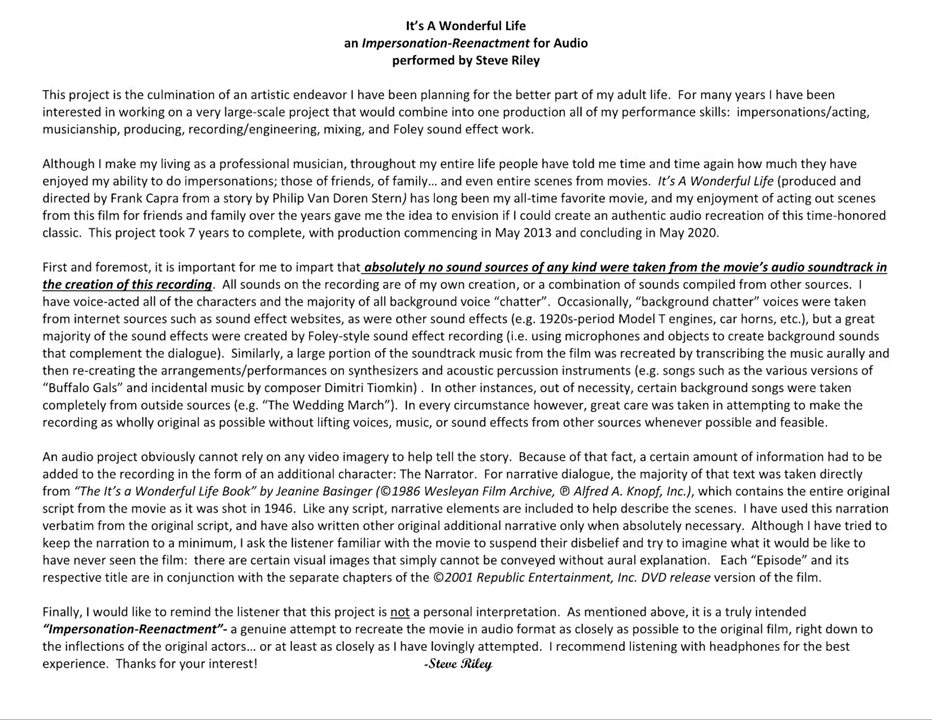 It’s A Wonderful Life
an Impersonation-Reenactment for Audio
performed by Steve Riley
This project is the culmination of an artistic endeavor I have been planning for the better part of my adult life.  For many years I have been
interested in working on a very large-scale project that would combine into one production all of my performance skills:  impersonations/acting,
musicianship, producing, recording/engineering, mixing, and Foley sound effect work.
Although I make my living as a professional musician, throughout my entire life people have told me time and time again how much they have
enjoyed my ability to do impersonations; those of friends, of family… and even entire scenes from movies.  It’s A Wonderful Life (produced and
directed by Frank Capra from a story by Philip Van Doren Stern) has long been my all-time favorite movie, and my enjoyment of acting out scenes
from this film for friends and family over the years gave me the idea to envision if I could create an authentic audio recreation of this time-honored
classic.  This project took 7 years to complete, with production commencing in May 2013 and concluding in May 2020.
First and foremost, it is important for me to impart that absolutely no sound sources of any kind were taken from the movie’s audio soundtrack in
the creation of this recording.  All sounds on the recording are of my own creation, or a combination of sounds compiled from other sources.  I
have voice-acted all of the characters and the majority of all background voice “chatter”.  Occasionally, “background chatter” voices were taken
from internet sources such as sound effect websites, as were other sound effects (e.g. 1920s-period Model T engines, car horns, etc.), but a great
majority of the sound effects were created by Foley-style sound effect recording (i.e. using microphones and objects to create background sounds
that complement the dialogue).  Similarly, a large portion of the soundtrack music from the film was recreated by transcribing the music aurally and
then re-creating the arrangements/performances on synthesizers and acoustic percussion instruments (e.g. songs such as the various versions of
“Buffalo Gals” and incidental music by composer Dimitri Tiomkin) .  In other instances, out of necessity, certain background songs were taken
completely from outside sources (e.g. “The Wedding March”).  In every circumstance however, great care was taken in attempting to make the
recording as wholly original as possible without lifting voices, music, or sound effects from other sources whenever possible and feasible.
An audio project obviously cannot rely on any video imagery to help tell the story.  Because of that fact, a certain amount of information had to be
added to the recording in the form of an additional character: The Narrator.  For narrative dialogue, the majority of that text was taken directly
from “The It’s a Wonderful Life Book” by Jeanine Basinger (©1986 Wesleyan Film Archive, ℗ Alfred A. Knopf, Inc.), which contains the entire original
script from the movie as it was shot in 1946.  Like any script, narrative elements are included to help describe the scenes.  I have used this narration
verbatim from the original script, and have also written other original additional narrative only when absolutely necessary.  Although I have tried to
keep the narration to a minimum, I ask the listener familiar with the movie to suspend their disbelief and try to imagine what it would be like to
have never seen the film:  there are certain visual images that simply cannot be conveyed without aural explanation.   Each “Episode” and its
respective title are in conjunction with the separate chapters of the ©2001 Republic Entertainment, Inc. DVD release version of the film.
Finally, I would like to remind the listener that this project is not a personal interpretation.  As mentioned above, it is a truly intended
“Impersonation-Reenactment”- a genuine attempt to recreate the movie in audio format as closely as possible to the original film, right down to
the inflections of the original actors… or at least as closely as I have lovingly attempted.  I recommend listening with headphones for the best
experience.  Thanks for your interest! -Steve Riley